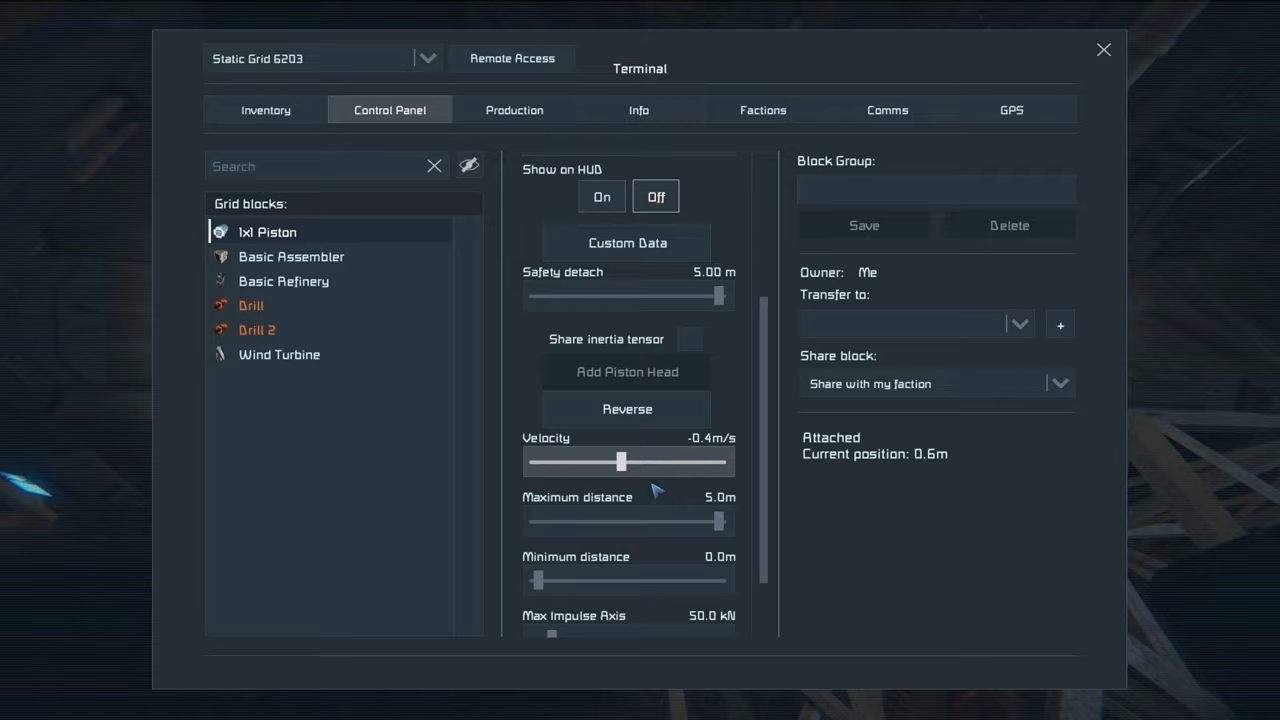 Static Grid 6203
Remote Access
Terminal
Inventory
Control Panel
Production
Info
Factions
Comms
GPS
Search
Grid blocks:
1x1 Piston
Basic Assembler
Basic Refinery
Drill
Drill 2
Wind Turbine
Show on HUD
On
Off
Custom Data
Safety detach 5.00 m
Share inertia tensor
Add Piston Head
Reverse
Velocity -0.4m/s
Maximum distance 5.0m
Minimum distance 0.0m
Max Impulse Axis 50.0 kN
Block Group:
Save
Delete
Owner: Me
Transfer to:
+
Share block:
Share with my faction
Attached
Current position: 0.6m